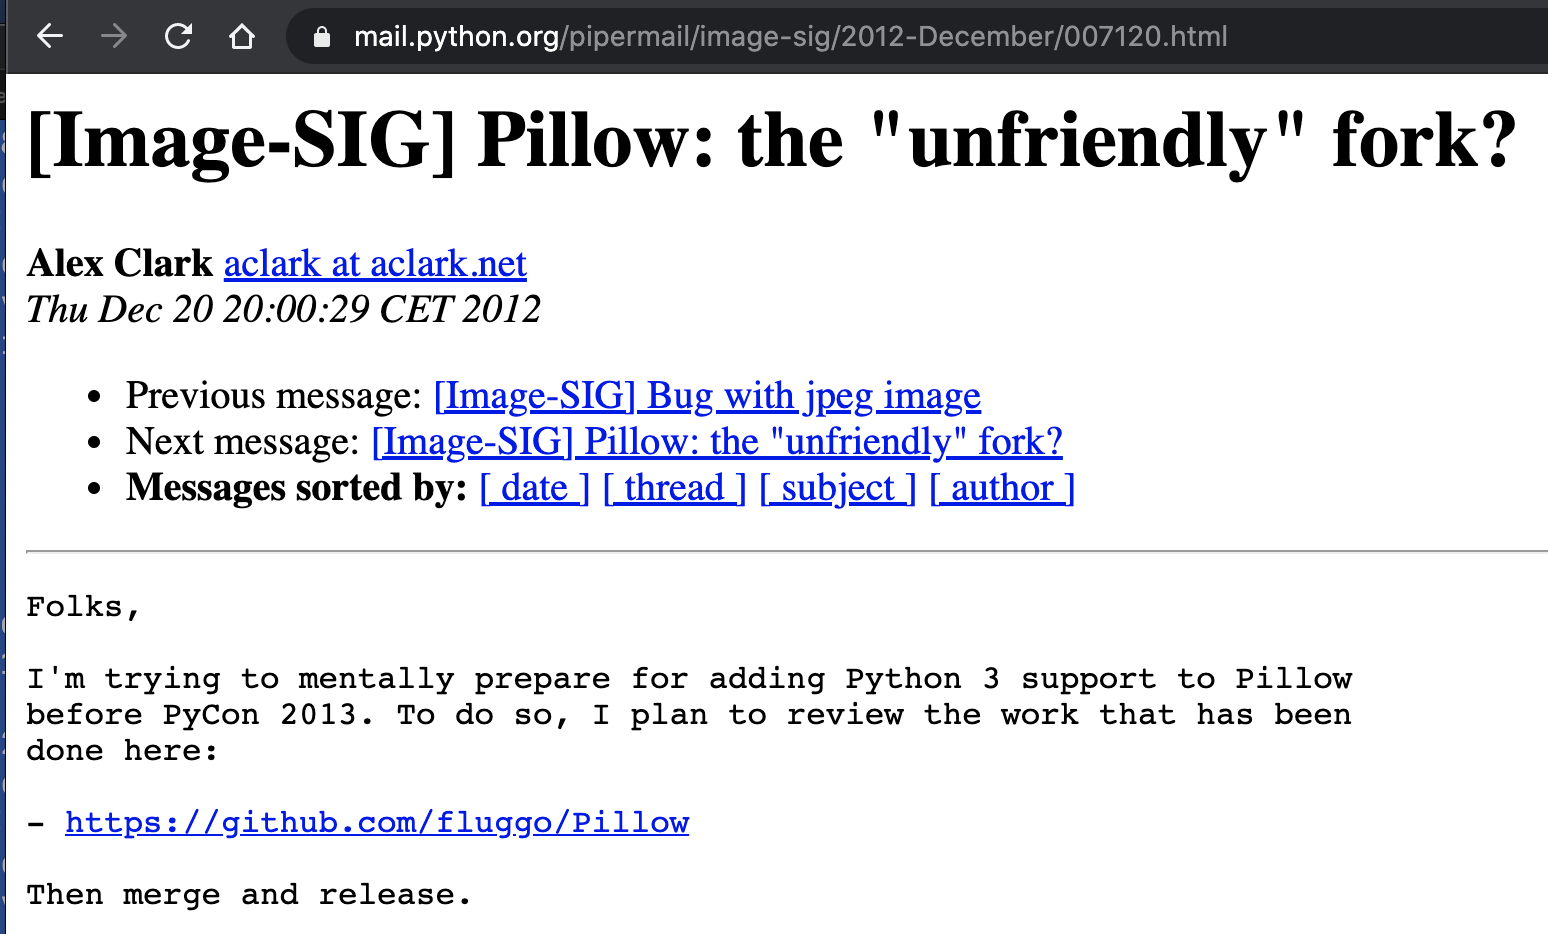 mail.python.org/pipermail/image-sig/2012-December/007120.html
[Image-SIG] Pillow: the "unfriendly" fork?
Alex Clark aclark at aclark.net
Thu Dec 20 20:00:29 CET 2012
• Previous message: [Image-SIG] Bug with jpeg image
• Next message: [Image-SIG] Pillow: the "unfriendly" fork?
• Messages sorted by: [ date ] [ thread ] [ subject ] [ author ]
Folks,
I'm trying to mentally prepare for adding Python 3 support to Pillow
before PyCon 2013. To do so, I plan to review the work that has been
done here:
- https://github.com/fluggo/Pillow
Then merge and release.